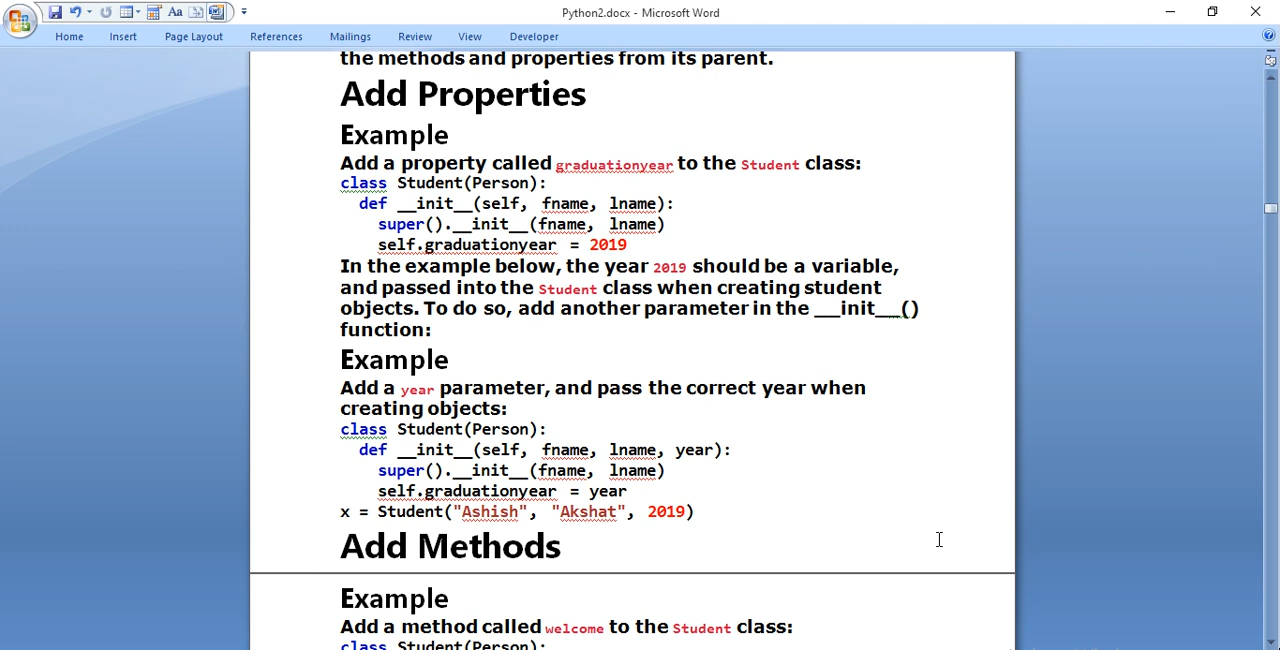 Python2.docx - Microsoft Word
Home Insert Page Layout References Mailings Review View Developer
the methods and properties from its parent.
Add Properties
Example
Add a property called graduationyear to the Student class:
class Student(Person):
  def __init__(self, fname, lname):
    super().__init__(fname, lname)
    self.graduationyear = 2019
In the example below, the year 2019 should be a variable,
and passed into the Student class when creating student
objects. To do so, add another parameter in the __init__()
function:
Example
Add a year parameter, and pass the correct year when
creating objects:
class Student(Person):
  def __init__(self, fname, lname, year):
    super().__init__(fname, lname)
    self.graduationyear = year
x = Student("Ashish", "Akshat", 2019)
Add Methods
Example
Add a method called welcome to the Student class:
class Student(Person):